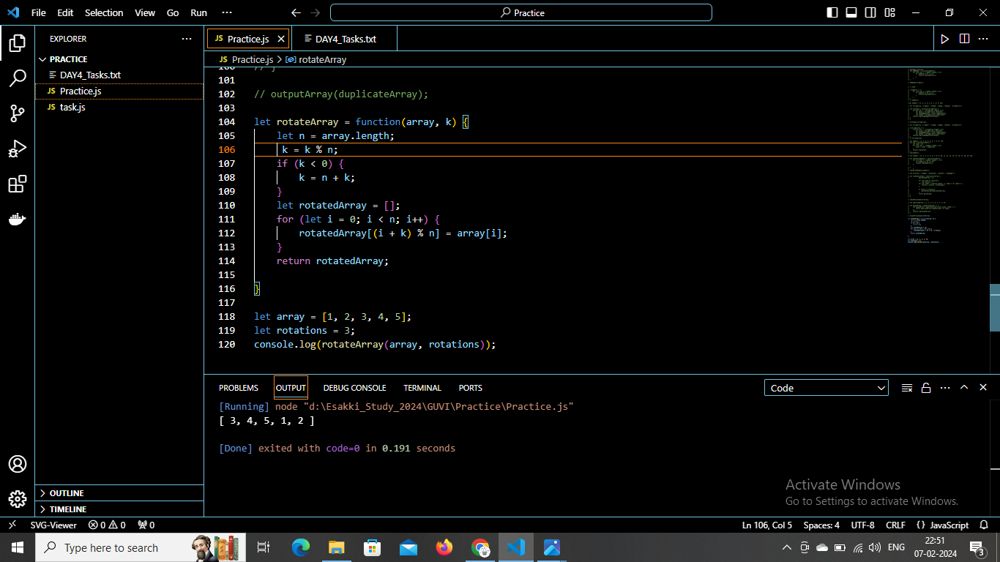 File Edit Selection View Go Run ···
Practice
EXPLORER
PRACTICE
DAY4_Tasks.txt
JS Practice.js
JS task.js
OUTLINE
TIMELINE
JS Practice.js
DAY4_Tasks.txt
JS Practice.js > rotateArray
100 // }
101
102 // outputArray(duplicateArray);
103
104 let rotateArray = function(array, k) {
105 let n = array.length;
106 k = k % n;
107 if (k < 0) {
108 k = n + k;
109 }
110 let rotatedArray = [];
111 for (let i = 0; i < n; i++) {
112 rotatedArray[(i + k) % n] = array[i];
113 }
114 return rotatedArray;
115
116 }
117
118 let array = [1, 2, 3, 4, 5];
119 let rotations = 3;
120 console.log(rotateArray(array, rotations));
PROBLEMS OUTPUT DEBUG CONSOLE TERMINAL PORTS
Code
[Running] node "d:\Esakki_Study_2024\GUVI\Practice\Practice.js"
[ 3, 4, 5, 1, 2 ]
[Done] exited with code=0 in 0.191 seconds
Activate Windows
Go to Settings to activate Windows.
SVG-Viewer 0 0 0
Ln 106, Col 5 Spaces: 4 UTF-8 CRLF {} JavaScript
Type here to search
ENG
22:51
07-02-2024
3